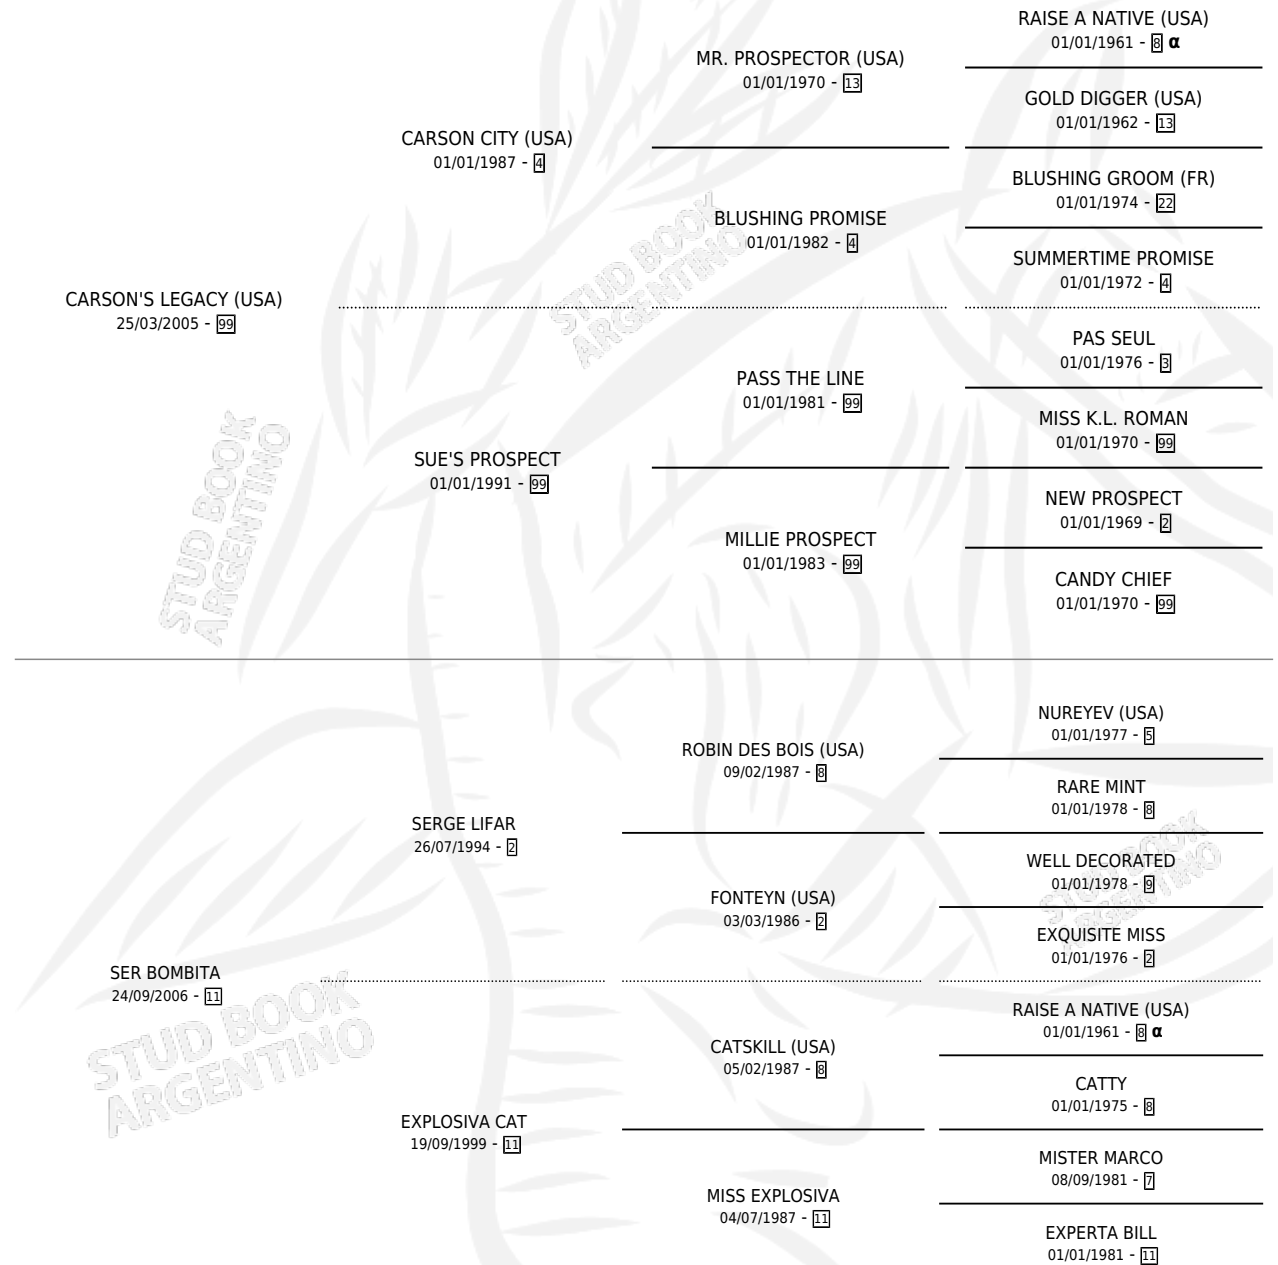 RAISE A NATIVE (USA)
01/01/1961 - 8 α
MR. PROSPECTOR (USA)
01/01/1970 - 13
GOLD DIGGER (USA)
01/01/1962 - 13
CARSON CITY (USA)
01/01/1987 - 4
BLUSHING GROOM (FR)
01/01/1974 - 22
BLUSHING PROMISE
01/01/1982 - 4
SUMMERTIME PROMISE
01/01/1972 - 4
CARSON'S LEGACY (USA)
25/03/2005 - 99
PAS SEUL
01/01/1976 - 3
PASS THE LINE
01/01/1981 - 99
MISS K.L. ROMAN
01/01/1970 - 99
SUE'S PROSPECT
01/01/1991 - 99
NEW PROSPECT
01/01/1969 - 2
MILLIE PROSPECT
01/01/1983 - 99
CANDY CHIEF
01/01/1970 - 99
NUREYEV (USA)
01/01/1977 - 5
ROBIN DES BOIS (USA)
09/02/1987 - 8
RARE MINT
01/01/1978 - 8
SERGE LIFAR
26/07/1994 - 2
WELL DECORATED
01/01/1978 - 9
FONTEYN (USA)
03/03/1986 - 2
EXQUISITE MISS
01/01/1976 - 2
SER BOMBITA
24/09/2006 - 11
RAISE A NATIVE (USA)
01/01/1961 - 8 α
CATSKILL (USA)
05/02/1987 - 8
CATTY
01/01/1975 - 8
EXPLOSIVA CAT
19/09/1999 - 11
MISTER MARCO
08/09/1981 - 7
MISS EXPLOSIVA
04/07/1987 - 11
EXPERTA BILL
01/01/1981 - 11
STUD BOOK
ARGENTINO
STUD BOOK
ARGENTINO
STUD BOOK
ARGENTINO
STUD BOOK
ARGENTINO